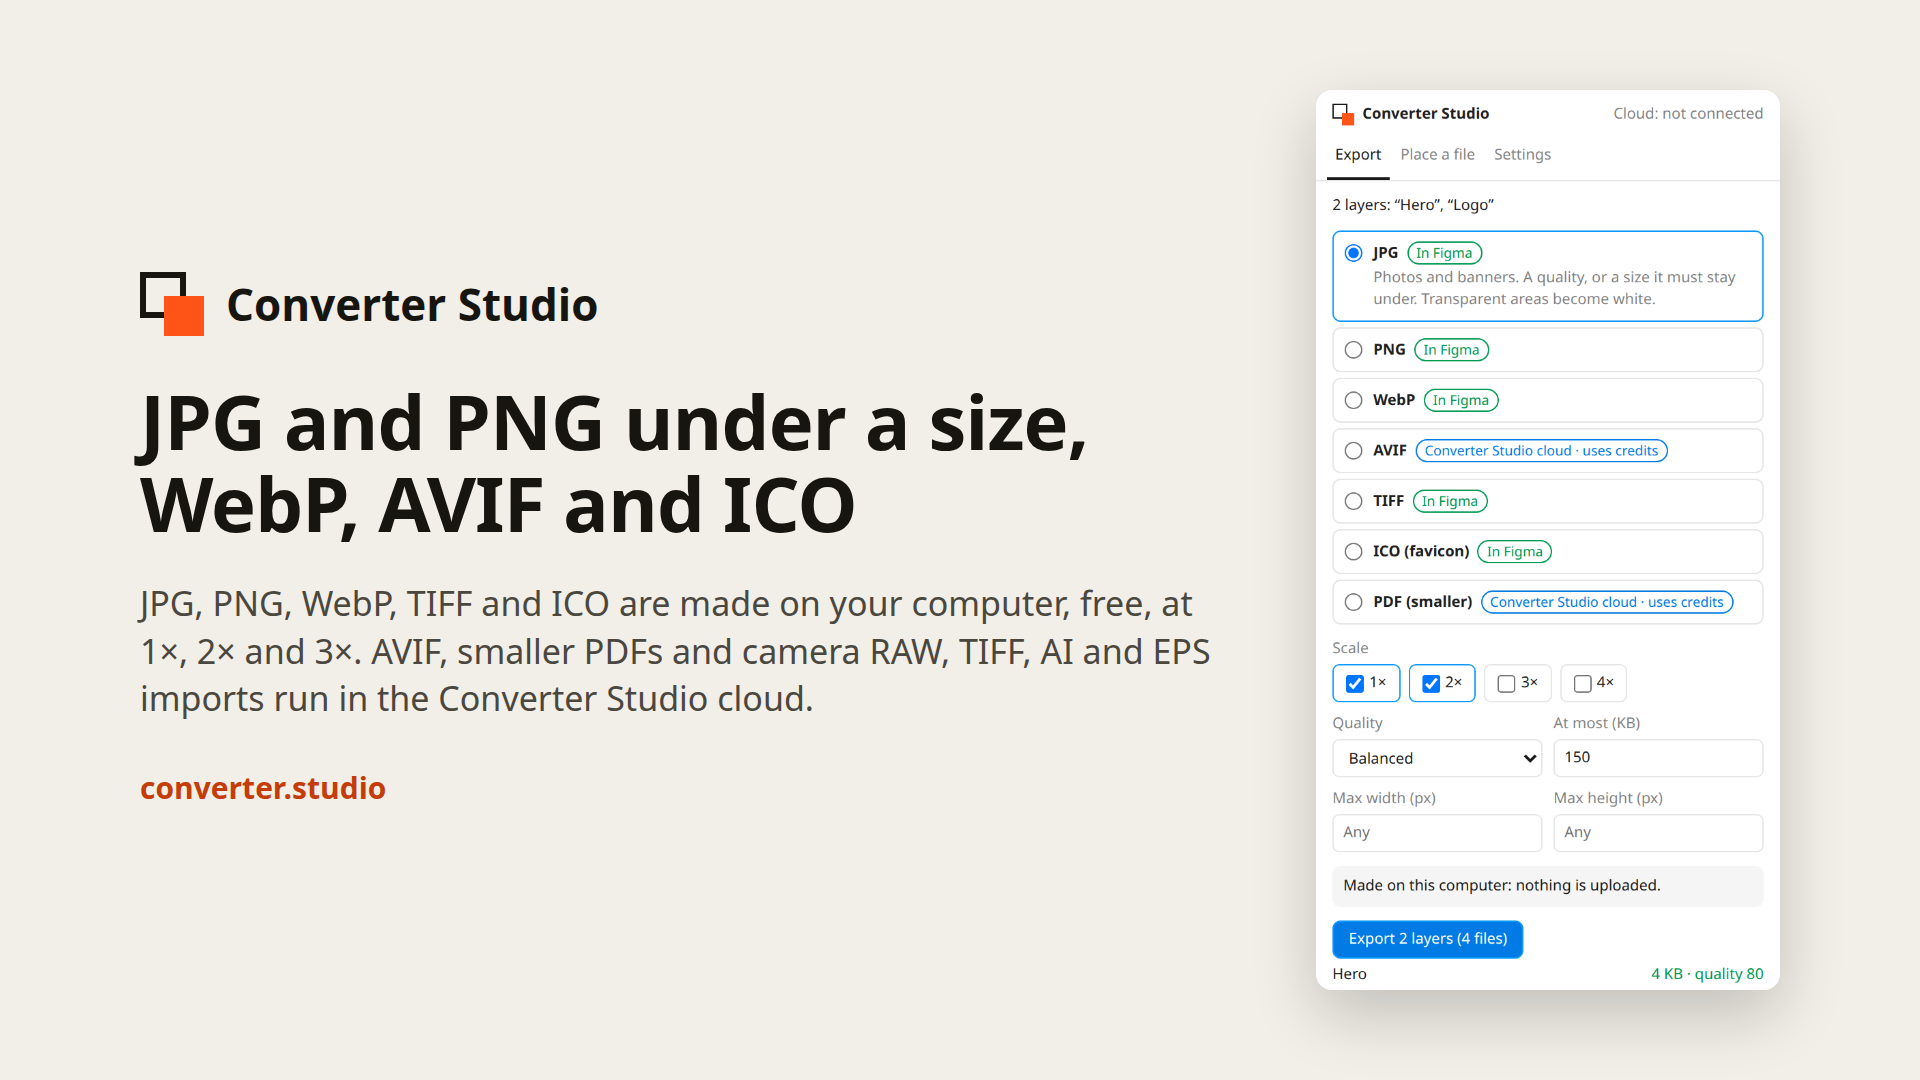 Converter Studio
JPG and PNG under a size,
WebP, AVIF and ICO
JPG, PNG, WebP, TIFF and ICO are made on your computer, free, at
1×, 2× and 3×. AVIF, smaller PDFs and camera RAW, TIFF, AI and EPS
imports run in the Converter Studio cloud.
converter.studio
Converter Studio Cloud: not connected
Export Place a file Settings
2 layers: “Hero”, “Logo”
JPG In Figma
Photos and banners. A quality, or a size it must stay
under. Transparent areas become white.
PNG In Figma
WebP In Figma
AVIF Converter Studio cloud · uses credits
TIFF In Figma
ICO (favicon) In Figma
PDF (smaller) Converter Studio cloud · uses credits
Scale
1× 2× 3× 4×
Quality At most (KB)
Balanced 150
Max width (px) Max height (px)
Any Any
Made on this computer: nothing is uploaded.
Export 2 layers (4 files)
Hero 4 KB · quality 80